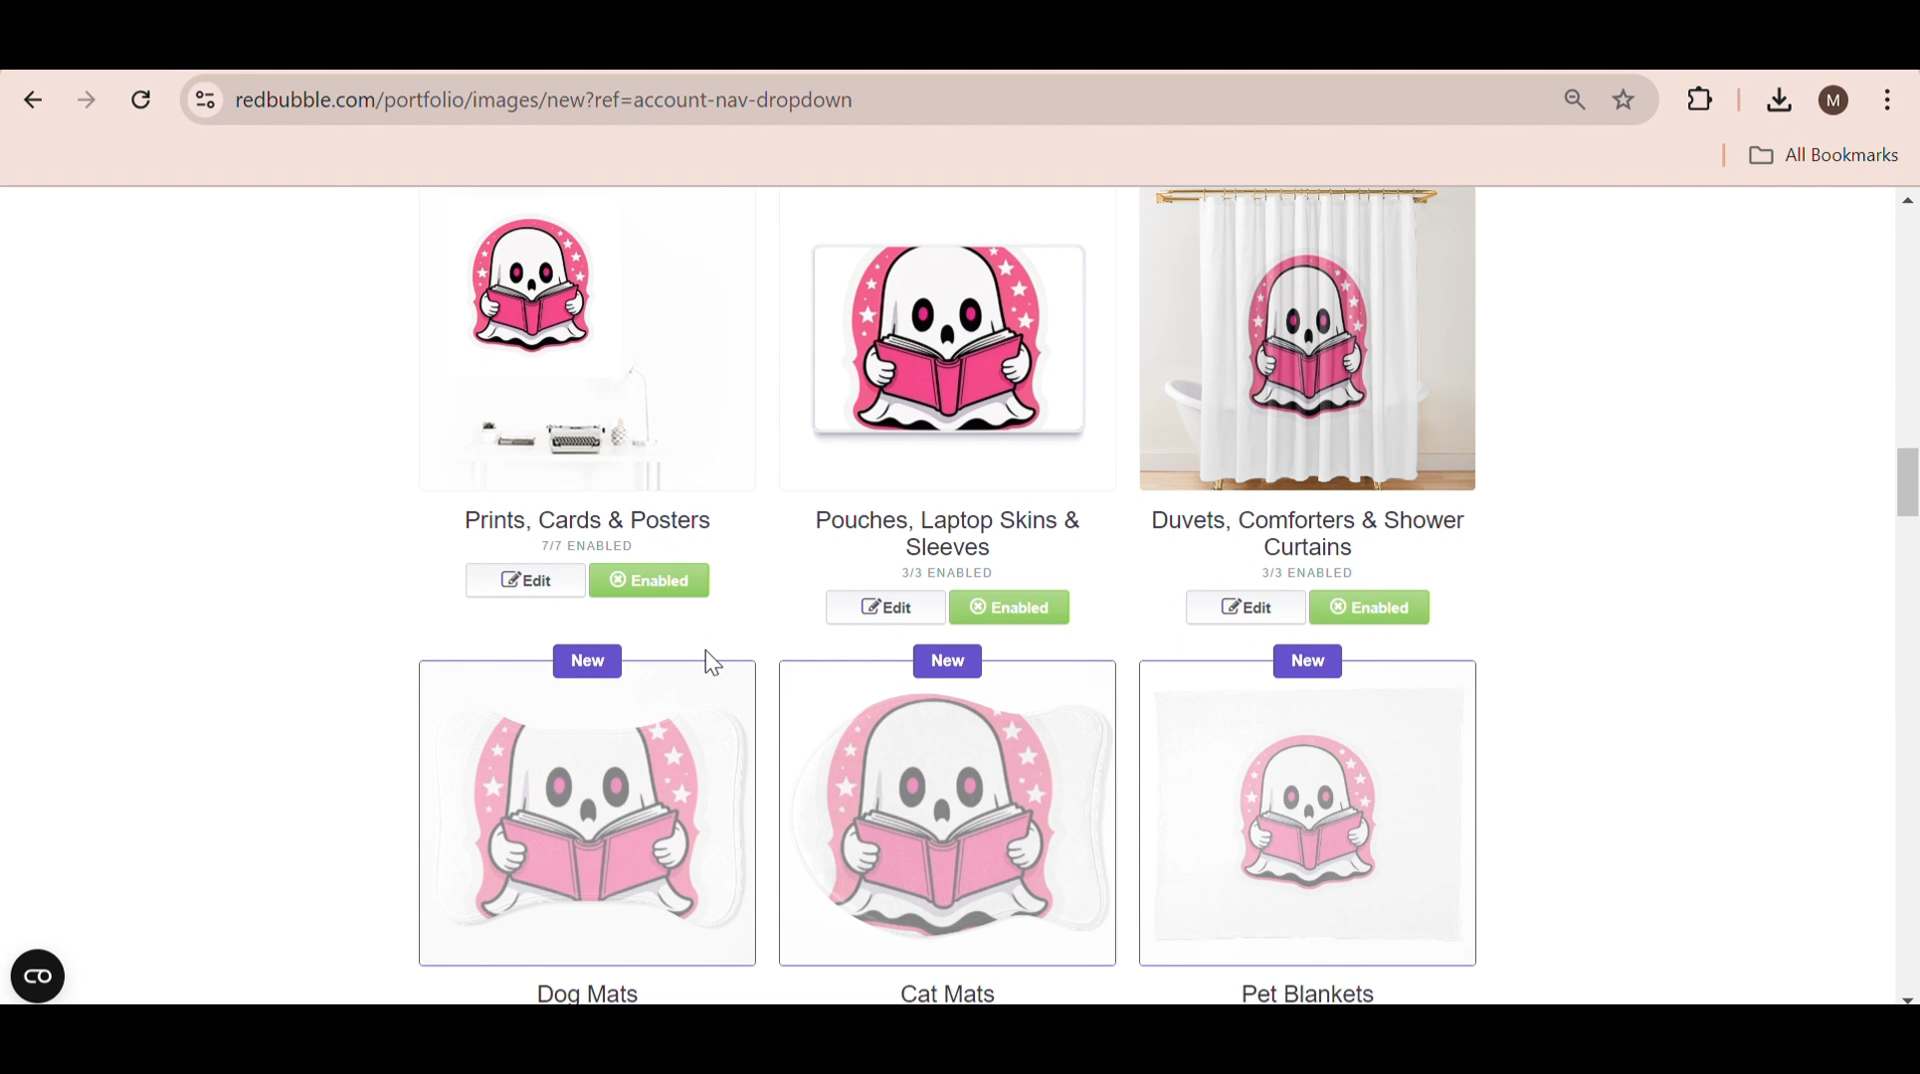 redbubble.com/portfolio/images/new?ref=account-nav-dropdown
M
All Bookmarks
Prints, Cards & Posters
7/7 ENABLED
Edit
Enabled
Pouches, Laptop Skins &
Sleeves
3/3 ENABLED
Edit
Enabled
Duvets, Comforters & Shower
Curtains
3/3 ENABLED
Edit
Enabled
New
New
New
Dog Mats
Cat Mats
Pet Blankets